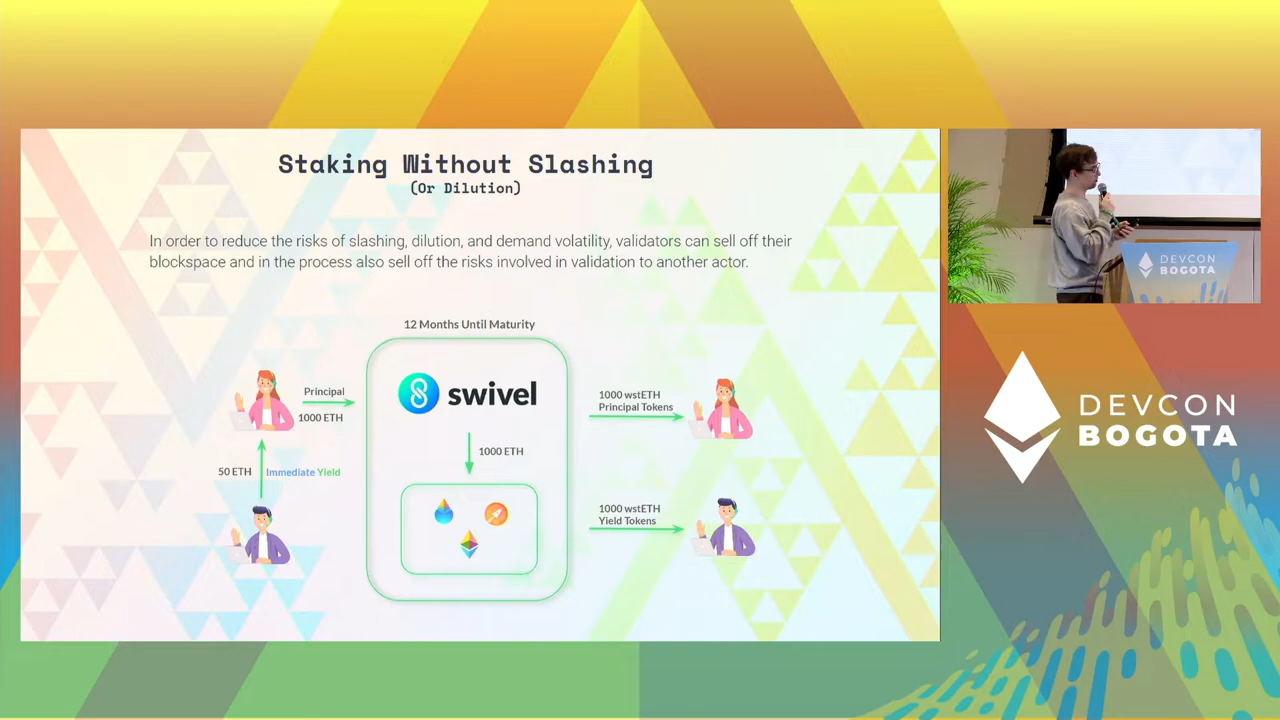 Staking Without Slashing
(Or Dilution)
In order to reduce the risks of slashing, dilution, and demand volatility, validators can sell off their
blockspace and in the process also sell off the risks involved in validation to another actor.
12 Months Until Maturity
Principal
1000 ETH
swivel
1000 wstETH
Principal Tokens
1000 ETH
50 ETH
Immediate Yield
1000 wstETH
Yield Tokens
DEVCON
BOGOTA
DEVCON
BOGOTA